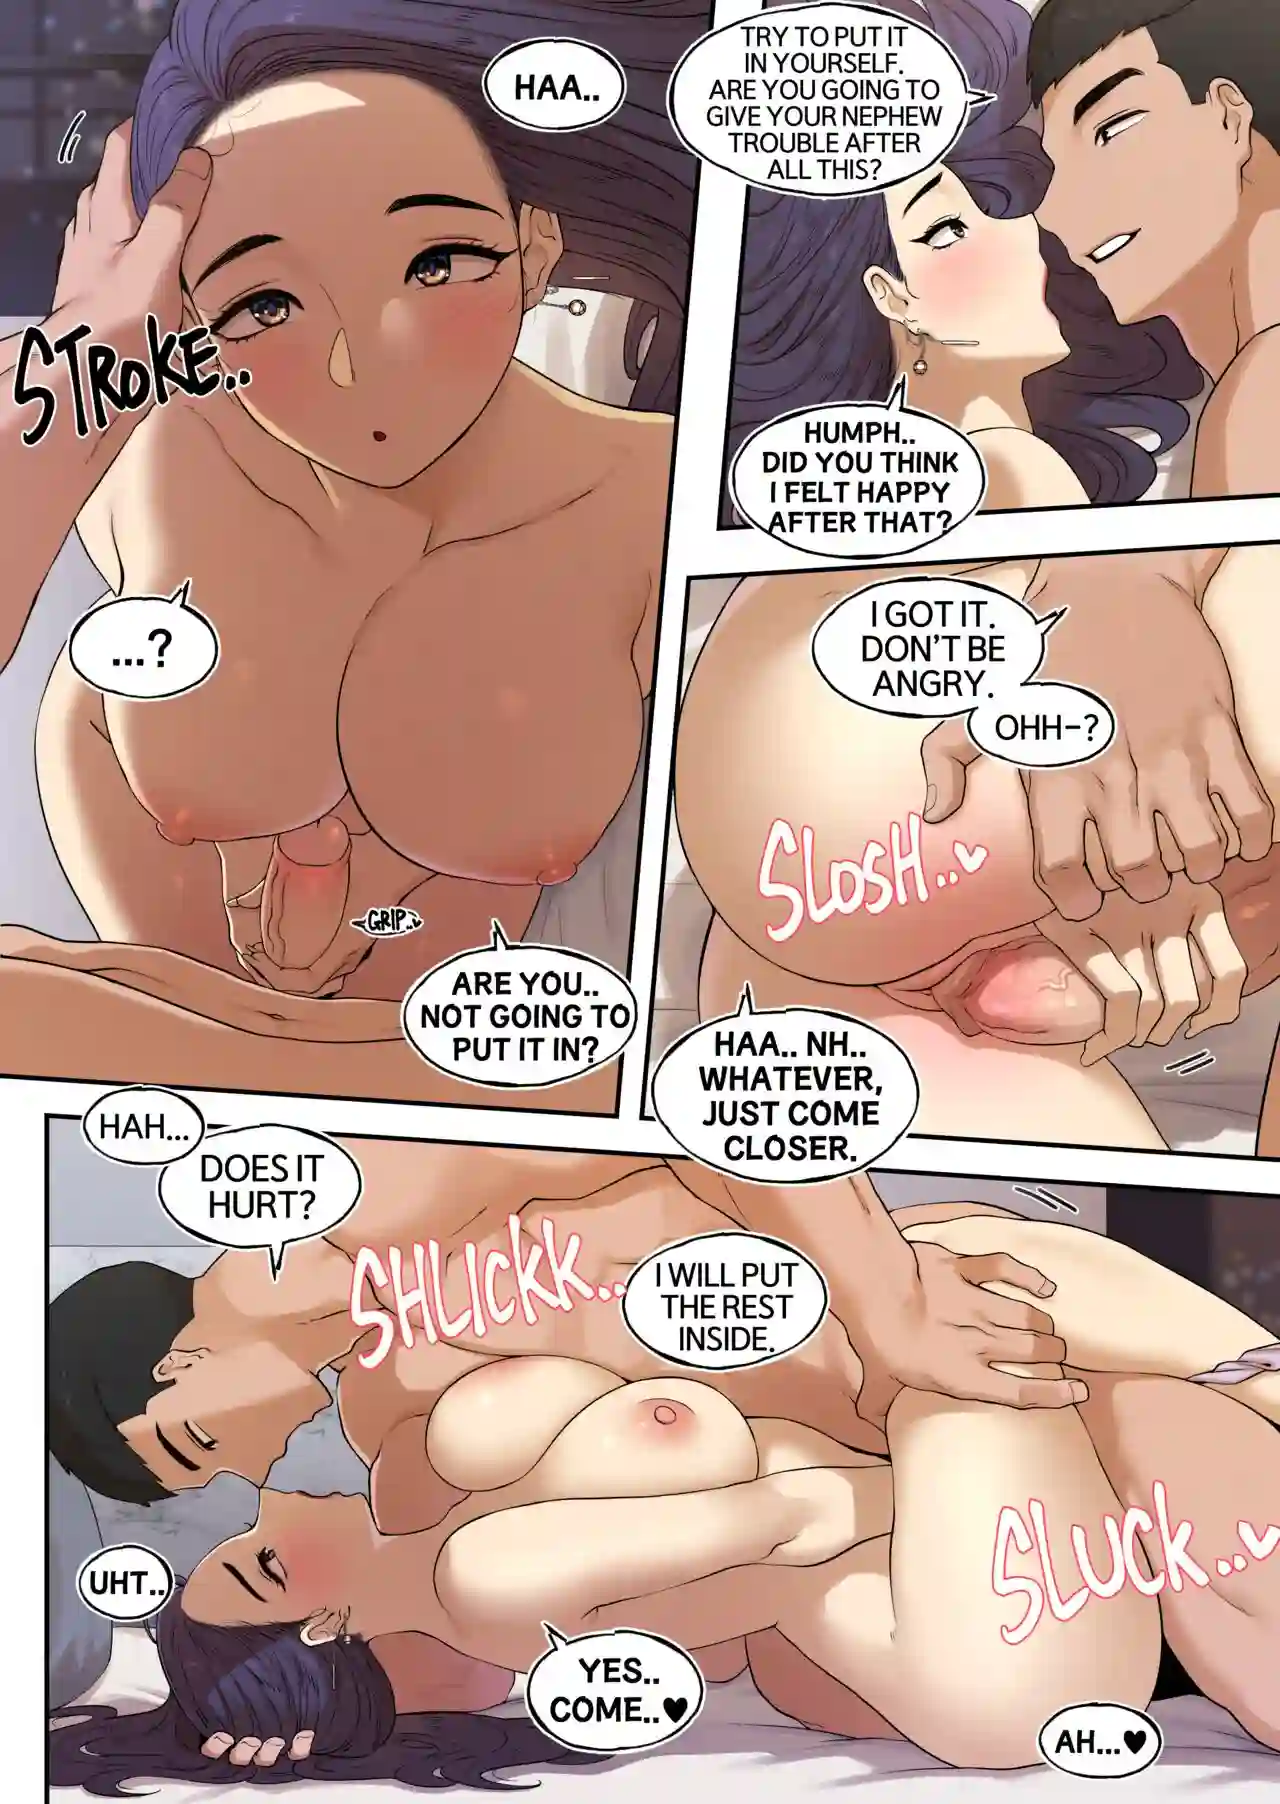 HAA..
STROKE..
...?
GRIP..
ARE YOU..
NOT GOING TO
PUT IT IN?
TRY TO PUT IT
IN YOURSELF.
ARE YOU GOING TO
GIVE YOUR NEPHEW
TROUBLE AFTER
ALL THIS?
HUMPH..
DID YOU THINK
I FELT HAPPY
AFTER THAT?
I GOT IT.
DON'T BE
ANGRY.
OHH-?
SLOSH..♥
HAA.. NH..
WHATEVER,
JUST COME
CLOSER.
HAH...
DOES IT
HURT?
SHLICKK..
I WILL PUT
THE REST
INSIDE.
UHT..
YES..
COME..♥
SLUCK..♥
AH...♥